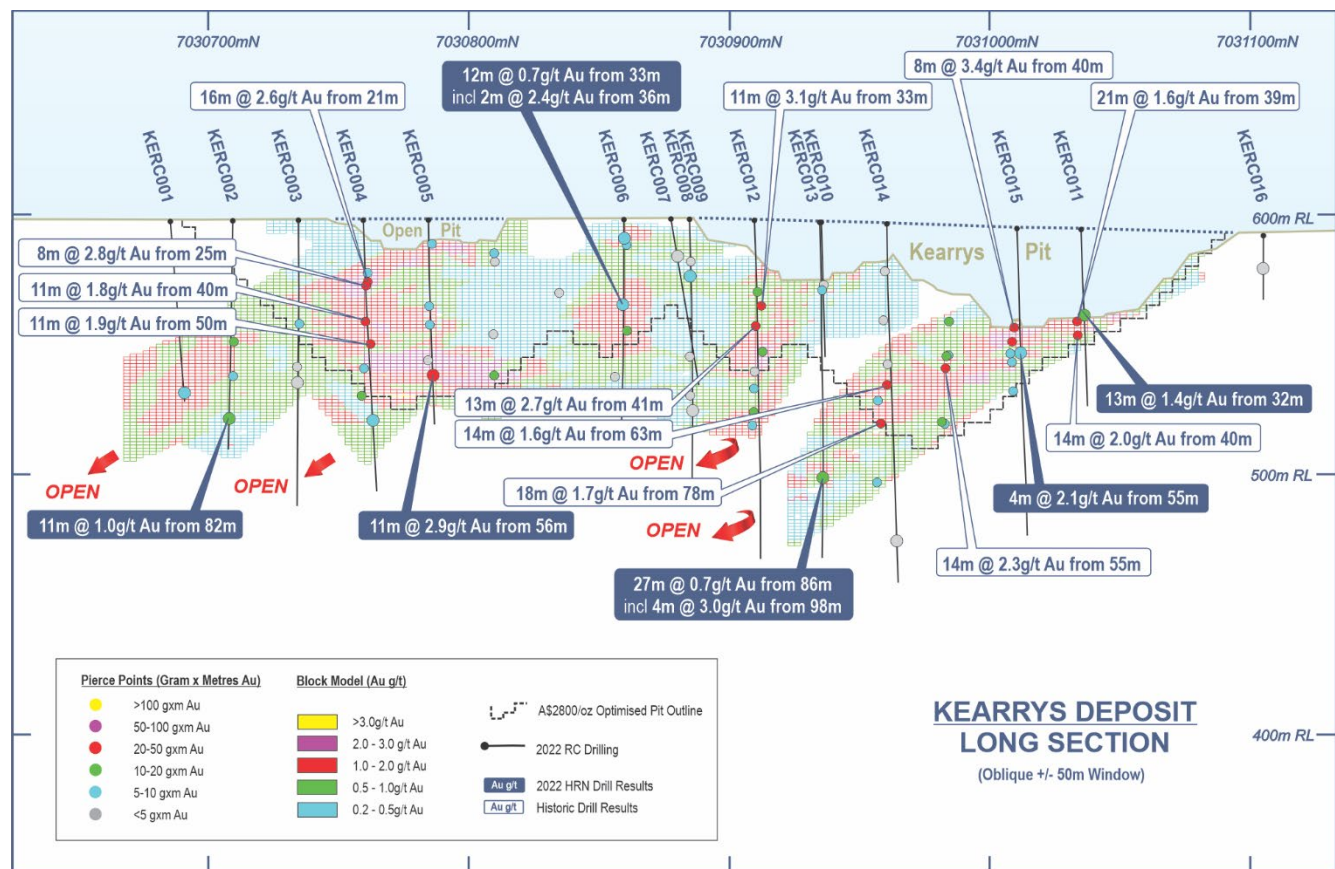 7030700mN
7030800mN
7030900mN
7031000mN
7031100mN
12m @ 0.7g/t Au from 33m
incl 2m @ 2.4g/t Au from 36m
8m @ 3.4g/t Au from 40m
16m @ 2.6g/t Au from 21m
11m @ 3.1g/t Au from 33m
21m @ 1.6g/t Au from 39m
KERC001
KERC002
KERC003
KERC004
KERC005
KERC006
KERC007
KERC008
KERC009
KERC012
KERC013
KERC010
KERC014
KERC015
KERC011
KERC016
600m RL
Open Pit
Kearrys Pit
8m @ 2.8g/t Au from 25m
11m @ 1.8g/t Au from 40m
11m @ 1.9g/t Au from 50m
13m @ 2.7g/t Au from 41m
13m @ 1.4g/t Au from 32m
14m @ 1.6g/t Au from 63m
14m @ 2.0g/t Au from 40m
OPEN
OPEN
OPEN
500m RL
18m @ 1.7g/t Au from 78m
4m @ 2.1g/t Au from 55m
11m @ 1.0g/t Au from 82m
11m @ 2.9g/t Au from 56m
OPEN
14m @ 2.3g/t Au from 55m
27m @ 0.7g/t Au from 86m
incl 4m @ 3.0g/t Au from 98m
Pierce Points (Gram x Metres Au)
>100 gxm Au
50-100 gxm Au
20-50 gxm Au
10-20 gxm Au
5-10 gxm Au
<5 gxm Au
Block Model (Au g/t)
>3.0g/t Au
2.0 - 3.0 g/t Au
1.0 - 2.0 g/t Au
0.5 - 1.0g/t Au
0.2 - 0.5g/t Au
A$2800/oz Optimised Pit Outline
2022 RC Drilling
Au g/t 2022 HRN Drill Results
Au g/t Historic Drill Results
KEARRYS DEPOSIT
LONG SECTION
(Oblique +/- 50m Window)
400m RL